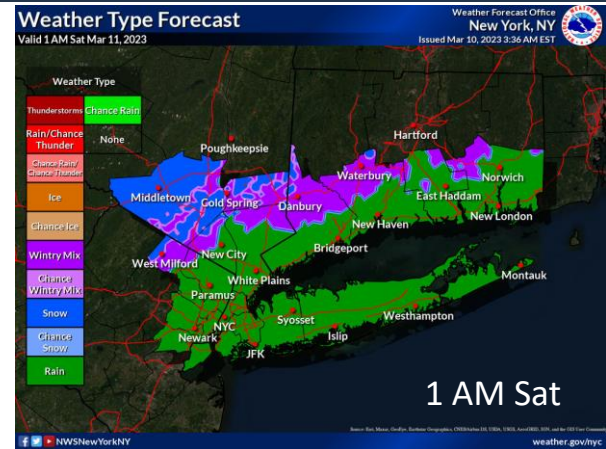 Weather Type Forecast
Valid 1 AM Sat Mar 11, 2023
Weather Forecast Office
New York, NY
Issued Mar 10, 2023 3:36 AM EST
Weather Type
Thunderstorms
Chance Rain
Rain/Chance
Thunder
None
Chance Rain/
Chance Thunder
Ice
Chance Ice
Wintry Mix
Chance
Wintry Mix
Snow
Chance
Snow
Rain
Poughkeepsie
Hartford
Waterbury
Norwich
Middletown
Cold Spring
Danbury
East Haddam
New London
New Haven
West Milford
New City
Bridgeport
White Plains
Montauk
Paramus
NYC
Syosset
Westhampton
Newark
Islip
JFK
1 AM Sat
NWSNewYorkNY
weather.gov/nyc